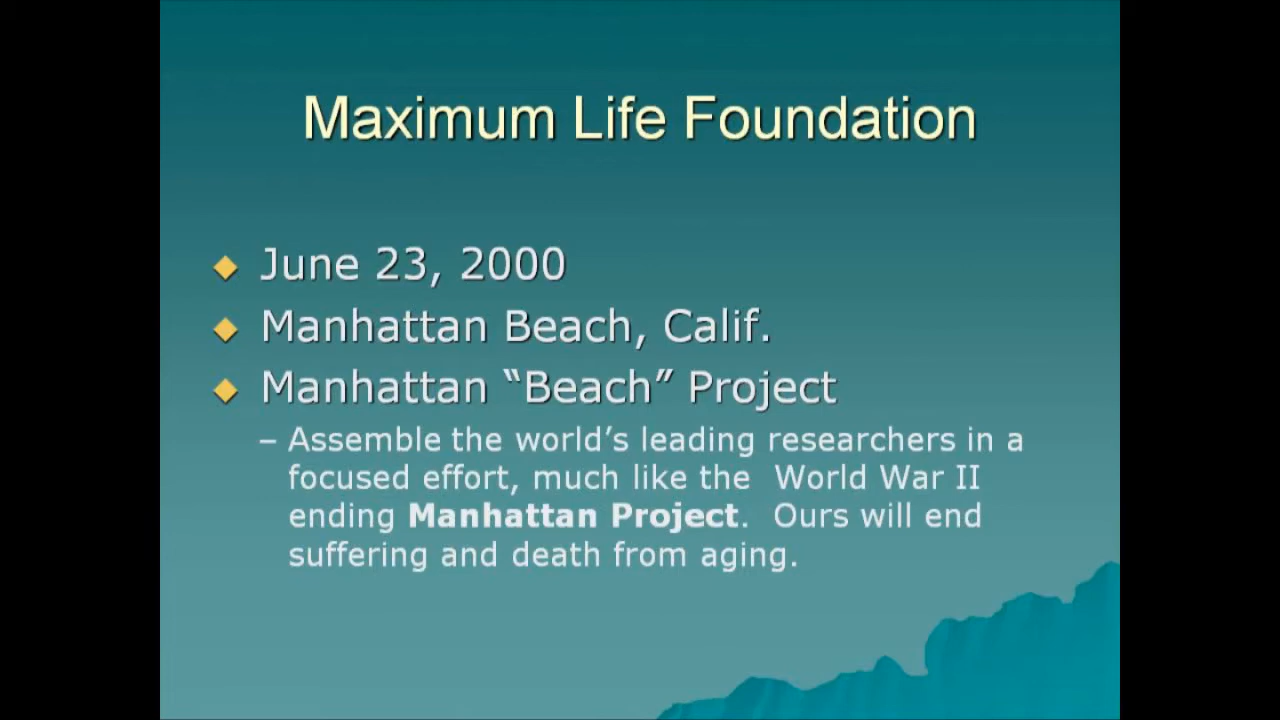 Maximum Life Foundation
June 23, 2000
Manhattan Beach, Calif.
Manhattan “Beach” Project
– Assemble the world’s leading researchers in a
focused effort, much like the  World War II
ending Manhattan Project.  Ours will end
suffering and death from aging.